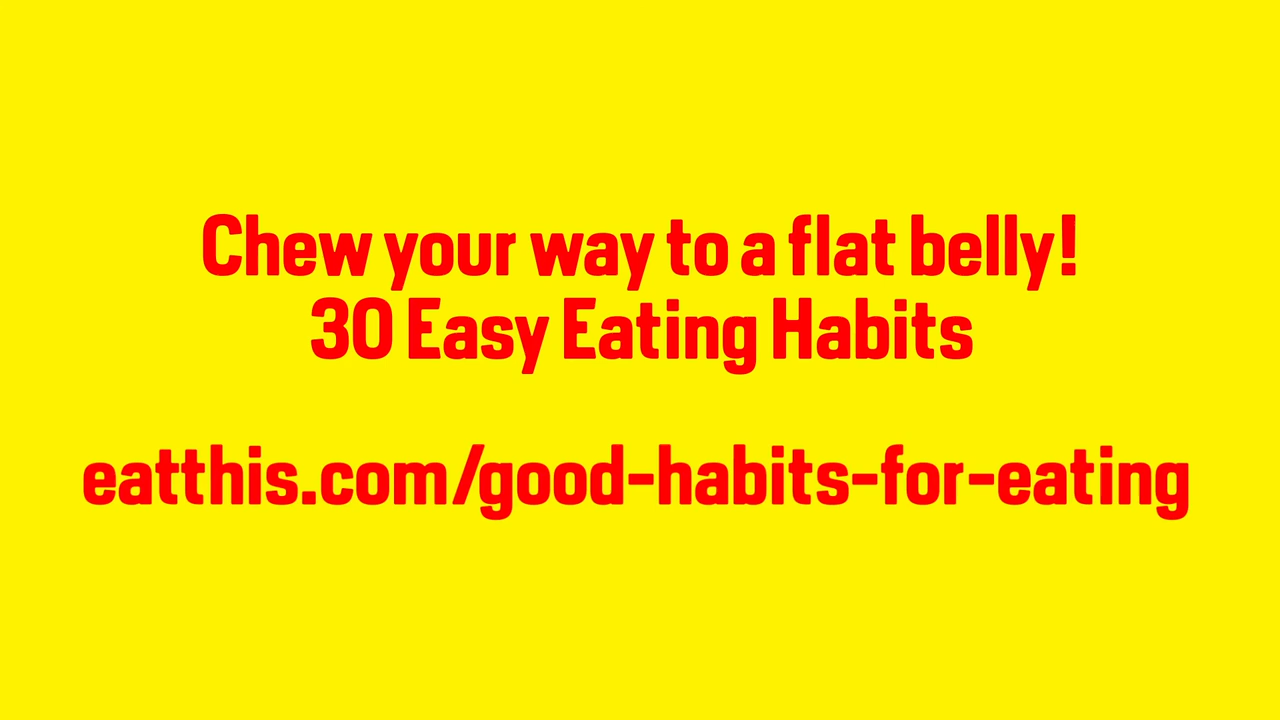 Chew your way to a flat belly!
30 Easy Eating Habits
eatthis.com/good-habits-for-eating